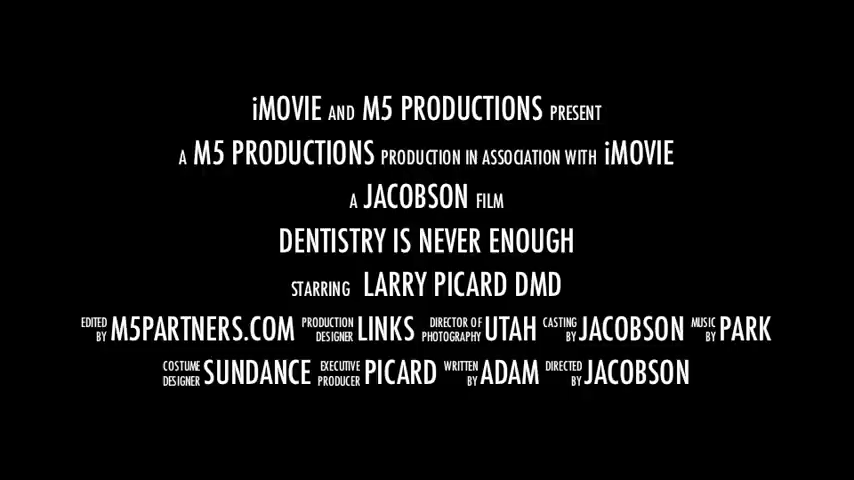 iMOVIE AND M5 PRODUCTIONS PRESENT
A M5 PRODUCTIONS PRODUCTION IN ASSOCIATION WITH iMOVIE
A JACOBSON FILM
DENTISTRY IS NEVER ENOUGH
STARRING LARRY PICARD DMD
EDITED BY M5PARTNERS.COM PRODUCTION DESIGNER LINKS DIRECTOR OF PHOTOGRAPHY UTAH CASTING BY JACOBSON MUSIC BY PARK
COSTUME DESIGNER SUNDANCE EXECUTIVE PRODUCER PICARD WRITTEN BY ADAM DIRECTED BY JACOBSON